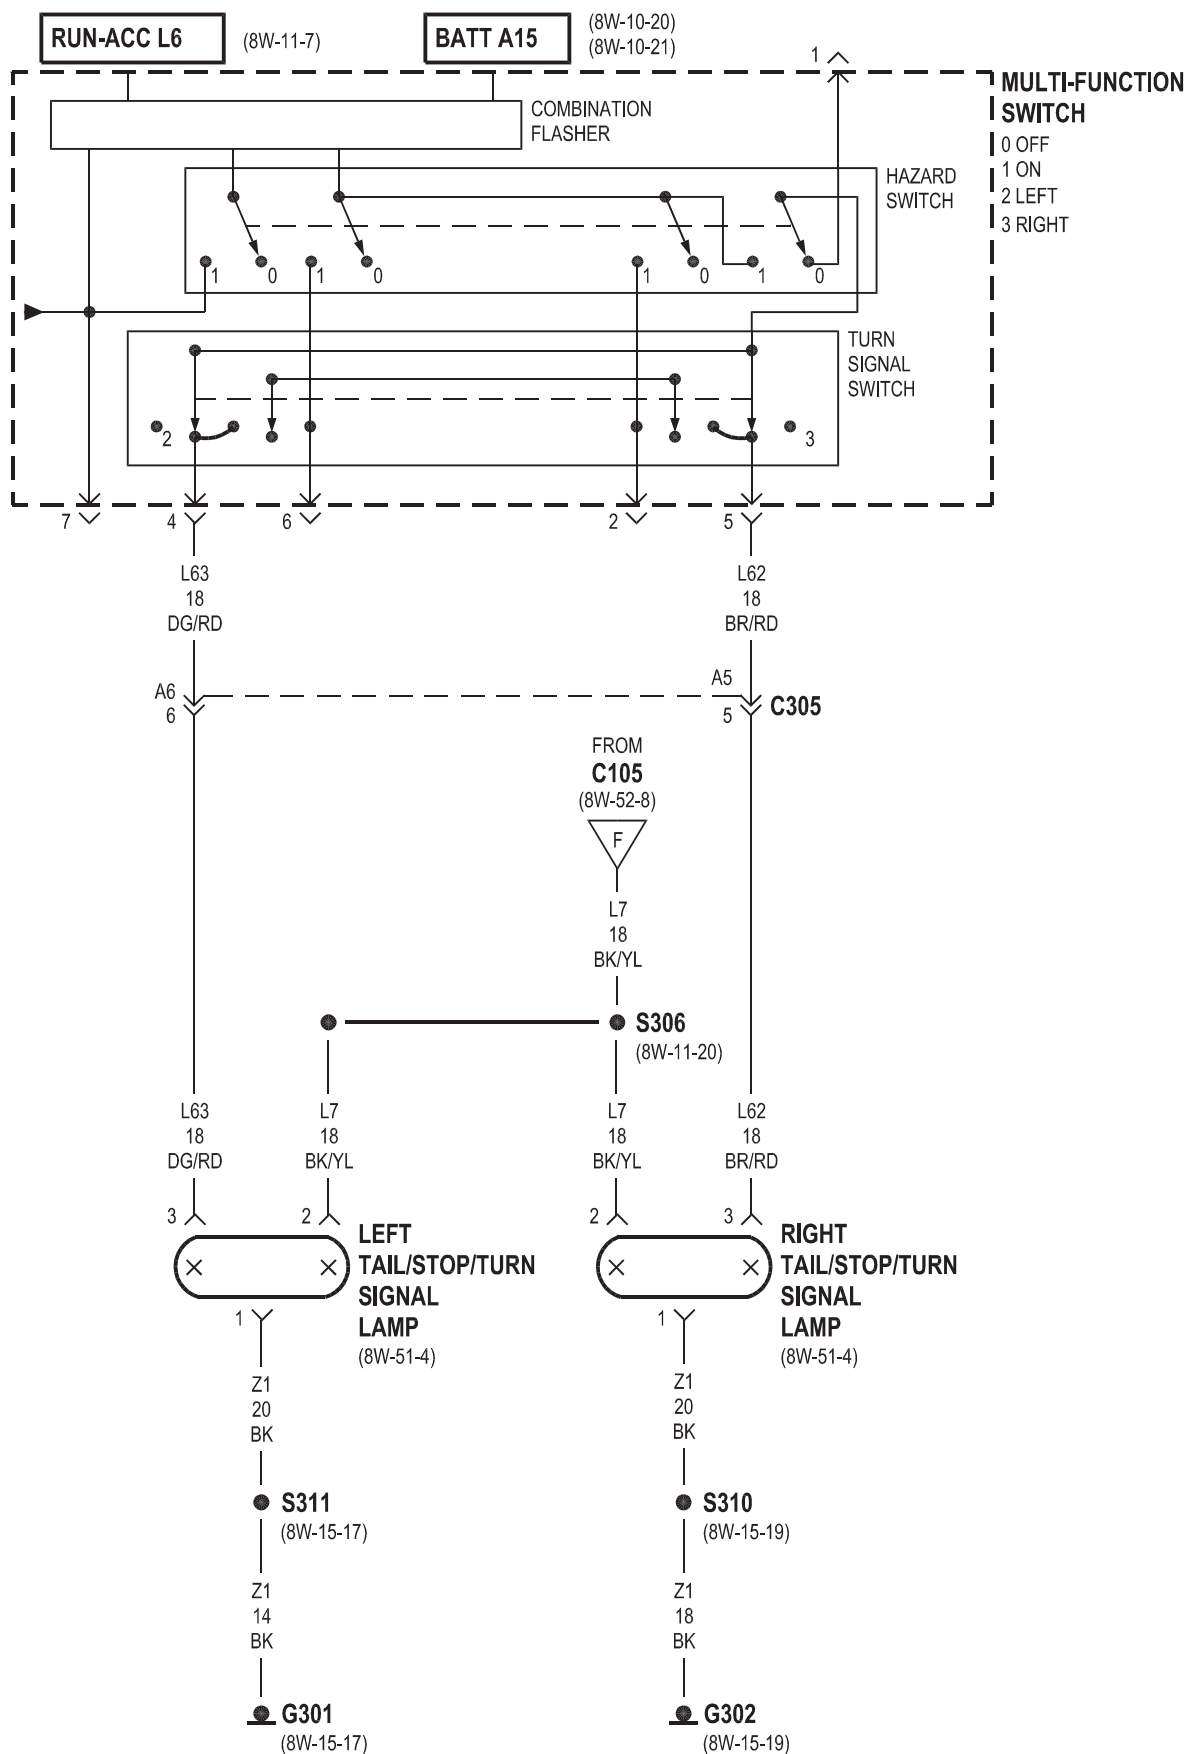 RUN-ACC L6
(8W-11-7)
BATT A15
(8W-10-20)
(8W-10-21)
1
MULTI-FUNCTION
SWITCH
0 OFF
1 ON
2 LEFT
3 RIGHT
COMBINATION
FLASHER
HAZARD
SWITCH
1 0 1 0 1 0 1 0
TURN
SIGNAL
SWITCH
2 3
7 4 6 2 5
L63
18
DG/RD
L62
18
BR/RD
A6
6
A5
5
C305
FROM
C105
(8W-52-8)
F
L7
18
BK/YL
S306
(8W-11-20)
L63
18
DG/RD
L7
18
BK/YL
L7
18
BK/YL
L62
18
BR/RD
3 2 2 3
LEFT
TAIL/STOP/TURN
SIGNAL
LAMP
(8W-51-4)
RIGHT
TAIL/STOP/TURN
SIGNAL
LAMP
(8W-51-4)
1 1
Z1
20
BK
Z1
20
BK
S311
(8W-15-17)
S310
(8W-15-19)
Z1
14
BK
Z1
18
BK
G301
(8W-15-17)
G302
(8W-15-19)